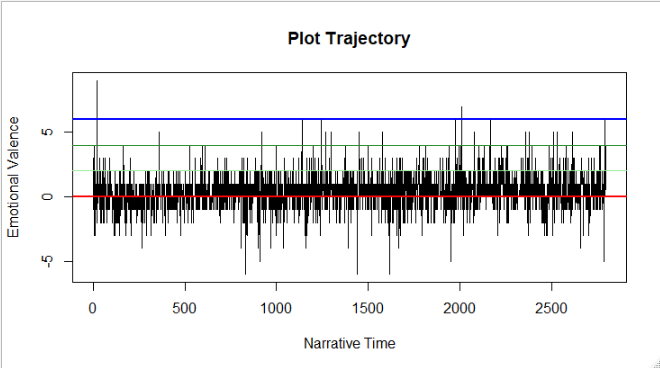 Plot Trajectory
Emotional Valence
5
0
-5
0 500 1000 1500 2000 2500
Narrative Time